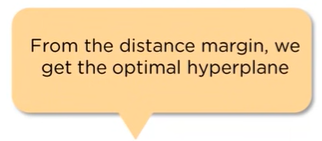 From the distance margin, we
get the optimal hyperplane